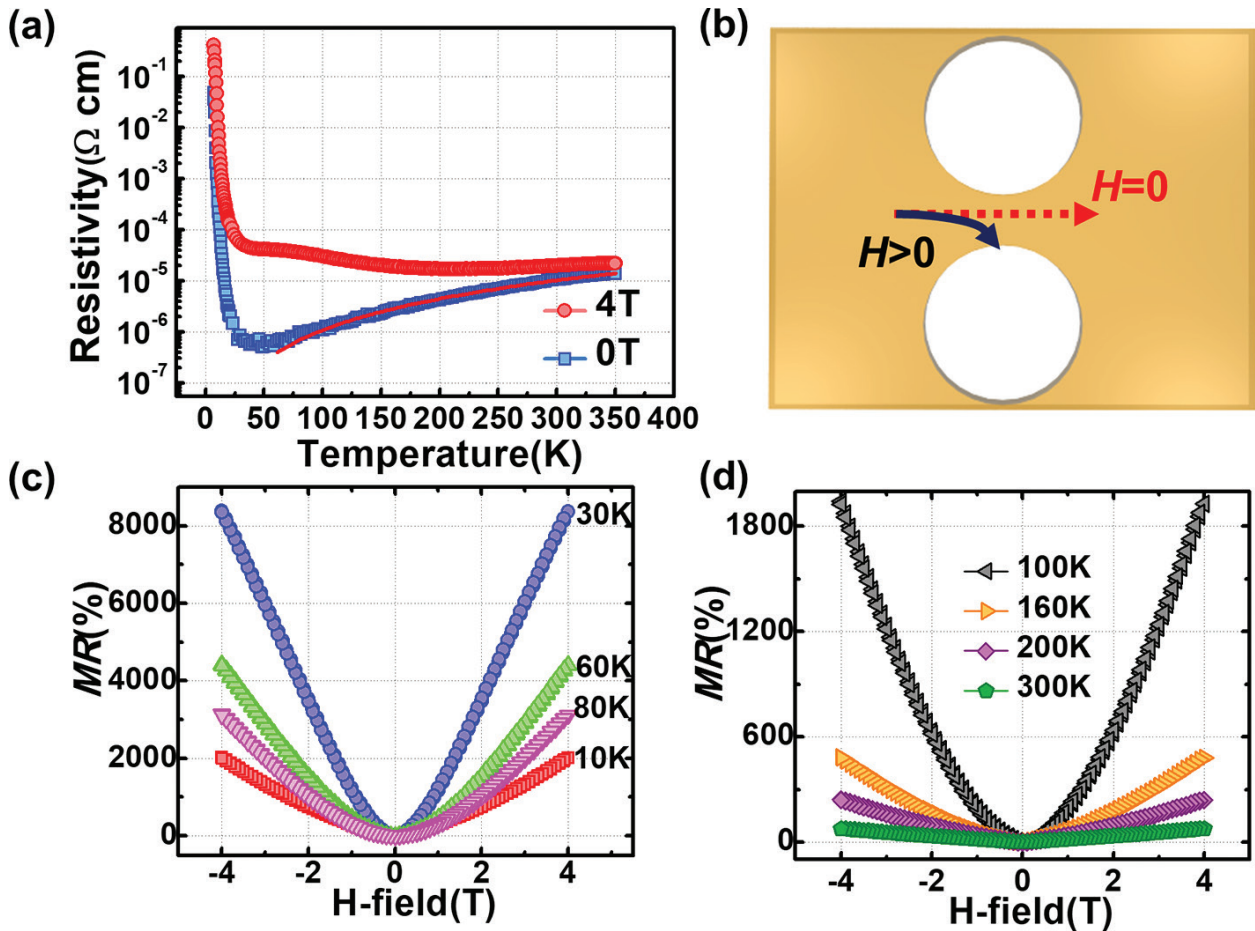 (a)
Resistivity(Ω cm)
10⁻¹
10⁻²
10⁻³
10⁻⁴
10⁻⁵
10⁻⁶
10⁻⁷
4T
0T
0 50 100 150 200 250 300 350 400
Temperature(K)
(b)
H=0
H>0
(c)
MR(%)
8000
6000
4000
2000
0
30K
60K
80K
10K
-4 -2 0 2 4
H-field(T)
(d)
MR(%)
1800
1200
600
0
100K
160K
200K
300K
-4 -2 0 2 4
H-field(T)